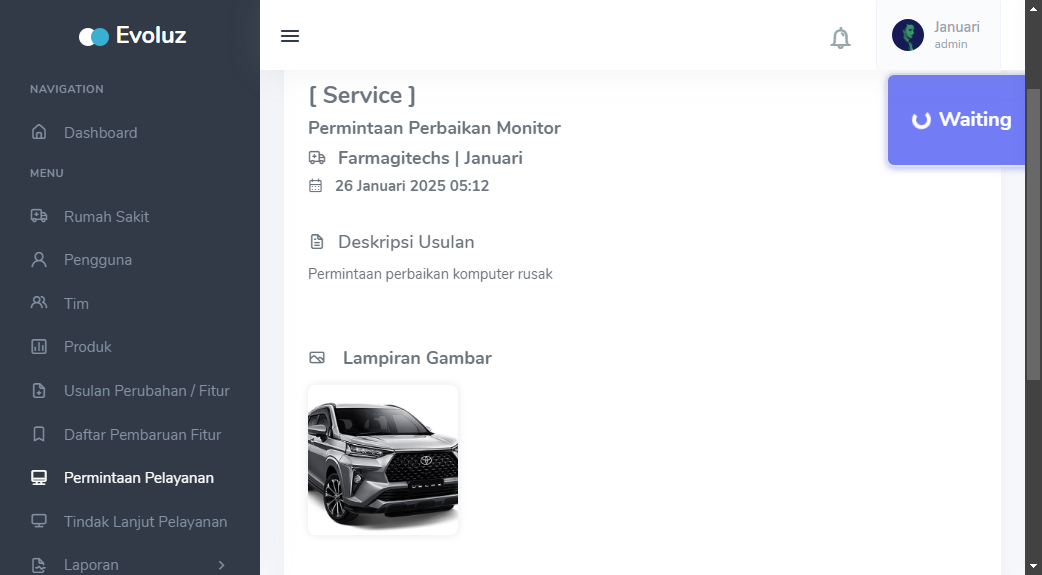 Evoluz
Januari
admin
NAVIGATION
Dashboard
MENU
Rumah Sakit
Pengguna
Tim
Produk
Usulan Perubahan / Fitur
Daftar Pembaruan Fitur
Permintaan Pelayanan
Tindak Lanjut Pelayanan
Laporan
[ Service ]
Waiting
Permintaan Perbaikan Monitor
Farmagitechs | Januari
26 Januari 2025 05:12
Deskripsi Usulan
Permintaan perbaikan komputer rusak
Lampiran Gambar